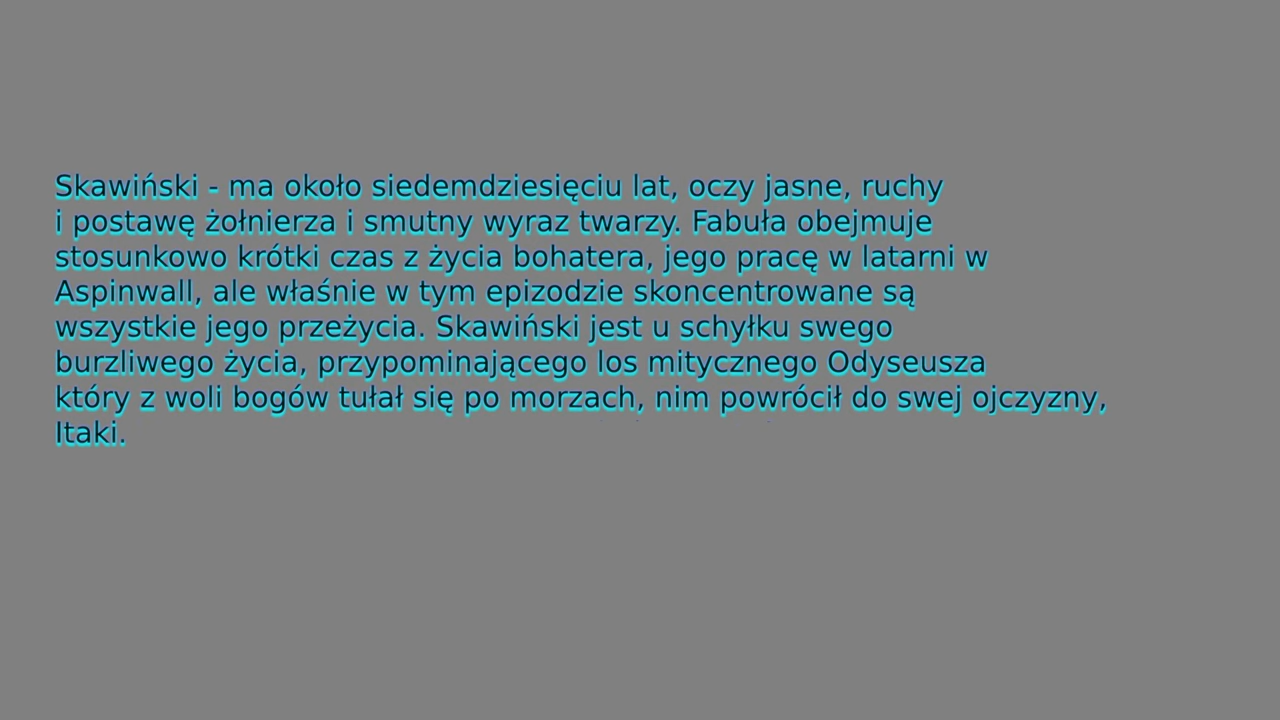 Skawiński - ma około siedemdziesięciu lat, oczy jasne, ruchy
i postawę żołnierza i smutny wyraz twarzy. Fabuła obejmuje
stosunkowo krótki czas z życia bohatera, jego pracę w latarni w
Aspinwall, ale właśnie w tym epizodzie skoncentrowane są
wszystkie jego przeżycia. Skawiński jest u schyłku swego
burzliwego życia, przypominającego los mitycznego Odyseusza
który z woli bogów tułał się po morzach, nim powrócił do swej ojczyzny,
Itaki.